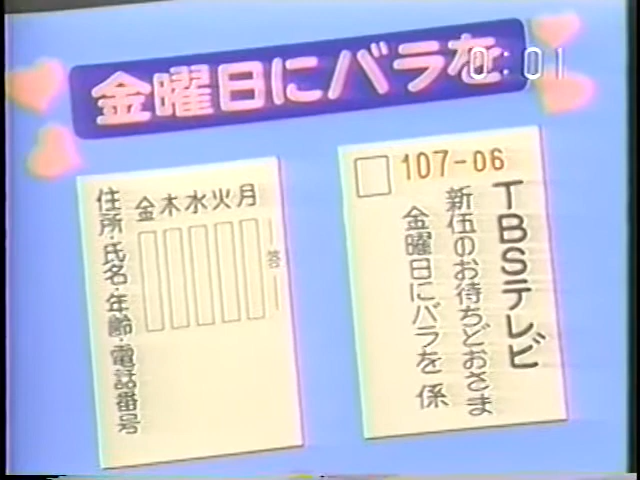 金曜日にバラを
0:01
月
火
水
木
金
答
住所・氏名・年齢・電話番号
107-06
TBSテレビ
新伍のお待ちどおさま
金曜日にバラを 係